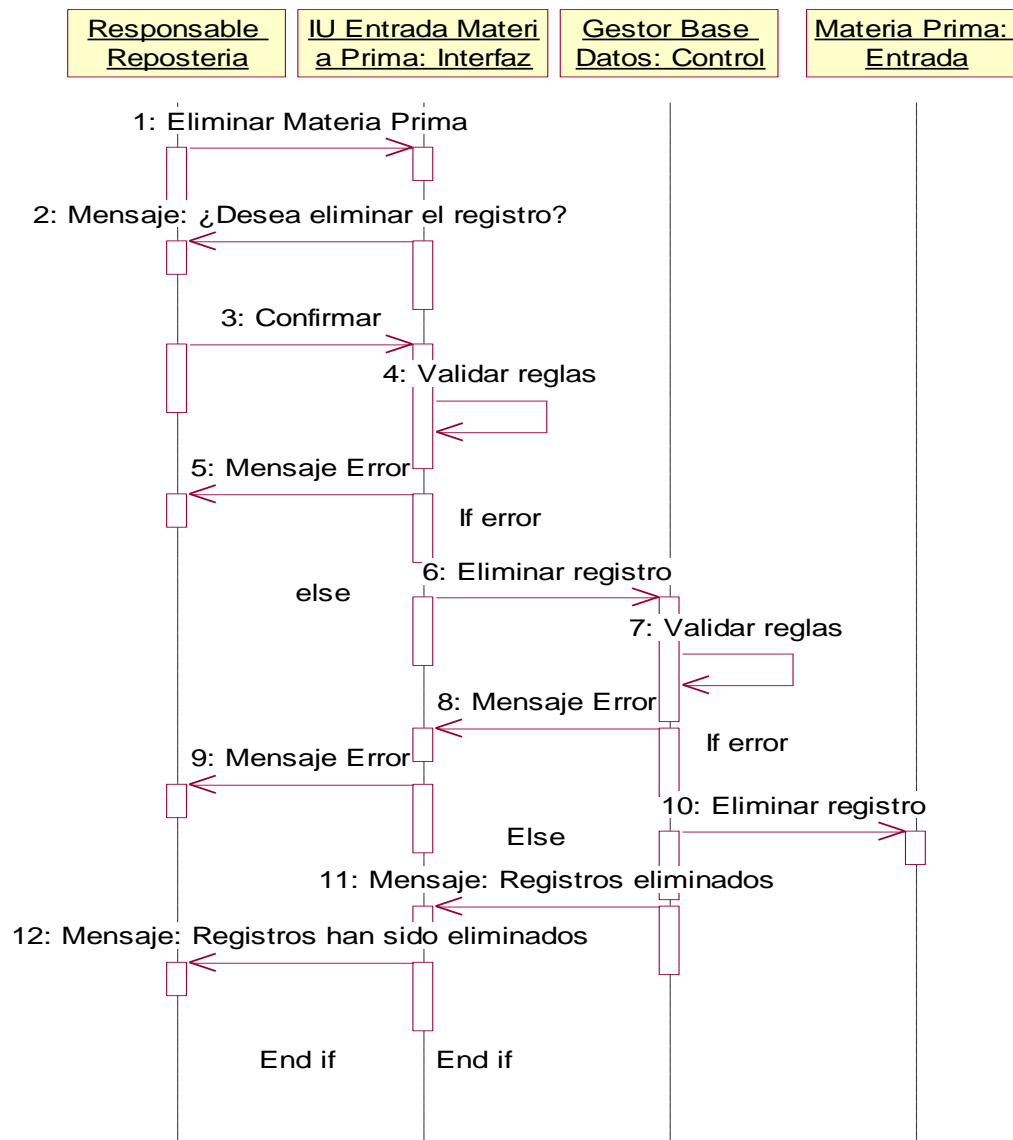 Responsable
Reposteria
IU Entrada Materi
a Prima: Interfaz
Gestor Base
Datos: Control
Materia Prima:
Entrada
1: Eliminar Materia Prima
2: Mensaje: ¿Desea eliminar el registro?
3: Confirmar
4: Validar reglas
5: Mensaje Error
If error
6: Eliminar registro
else
7: Validar reglas
8: Mensaje Error
If error
9: Mensaje Error
10: Eliminar registro
Else
11: Mensaje: Registros eliminados
12: Mensaje: Registros han sido eliminados
End if
End if